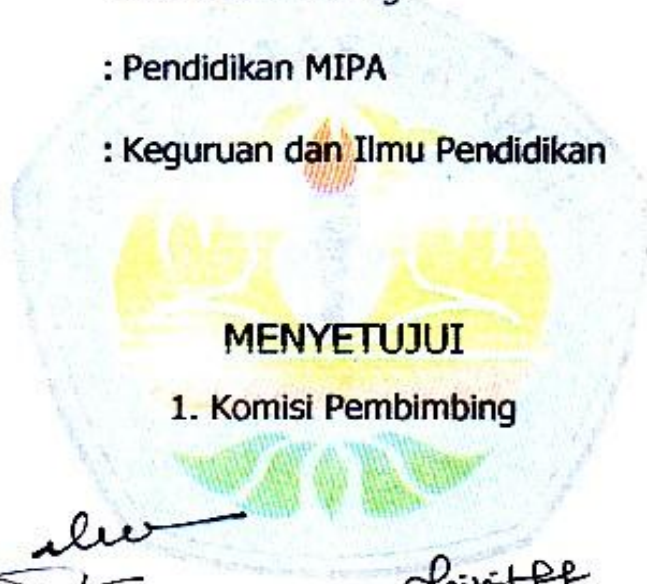 : Pendidikan MIPA
: Keguruan dan Ilmu Pendidikan
MENYETUJUI
1. Komisi Pembimbing